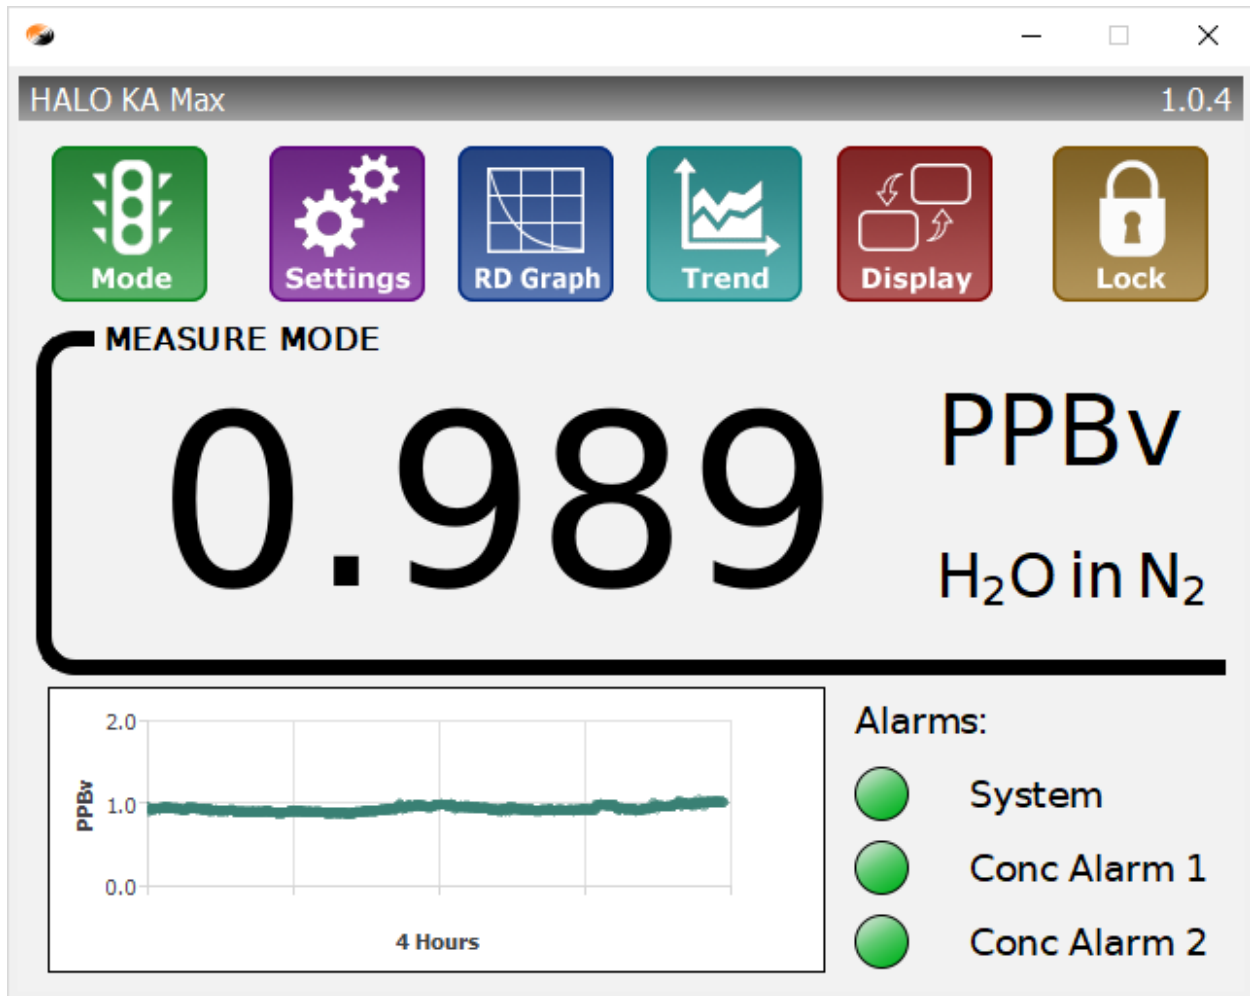 HALO KA Max 1.0.4
Mode Settings RD Graph Trend Display Lock
MEASURE MODE
0.989 PPBv
H₂O in N₂
2.0
1.0
0.0
PPBv
4 Hours
Alarms:
System
Conc Alarm 1
Conc Alarm 2